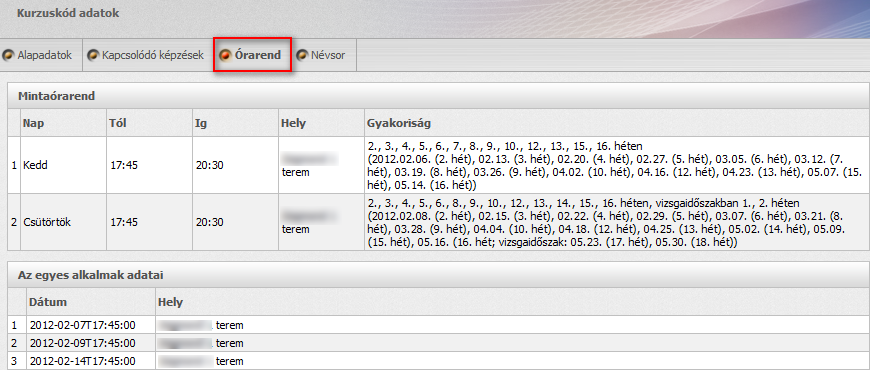 Kurzuskód adatok
Alapadatok Kapcsolódó képzések Órarend Névsor
Mintaórarend
Nap Tól Ig Hely Gyakoriság
1 Kedd 17:45 20:30 terem 2., 3., 4., 5., 6., 7., 8., 9., 10., 12., 13., 15., 16. héten
(2012.02.06. (2. hét), 02.13. (3. hét), 02.20. (4. hét), 02.27. (5. hét), 03.05. (6. hét), 03.12. (7.
hét), 03.19. (8. hét), 03.26. (9. hét), 04.02. (10. hét), 04.16. (12. hét), 04.23. (13. hét), 05.07. (15.
hét), 05.14. (16. hét))
2 Csütörtök 17:45 20:30 terem 2., 3., 4., 5., 6., 8., 9., 10., 12., 13., 14., 15., 16. héten, vizsgaidőszakban 1., 2. héten
(2012.02.08. (2. hét), 02.15. (3. hét), 02.22. (4. hét), 02.29. (5. hét), 03.07. (6. hét), 03.21. (8.
hét), 03.28. (9. hét), 04.04. (10. hét), 04.18. (12. hét), 04.25. (13. hét), 05.02. (14. hét), 05.09.
(15. hét), 05.16. (16. hét; vizsgaidőszak: 05.23. (17. hét), 05.30. (18. hét))
Az egyes alkalmak adatai
Dátum Hely
1 2012-02-07T17:45:00 terem
2 2012-02-09T17:45:00 terem
3 2012-02-14T17:45:00 terem